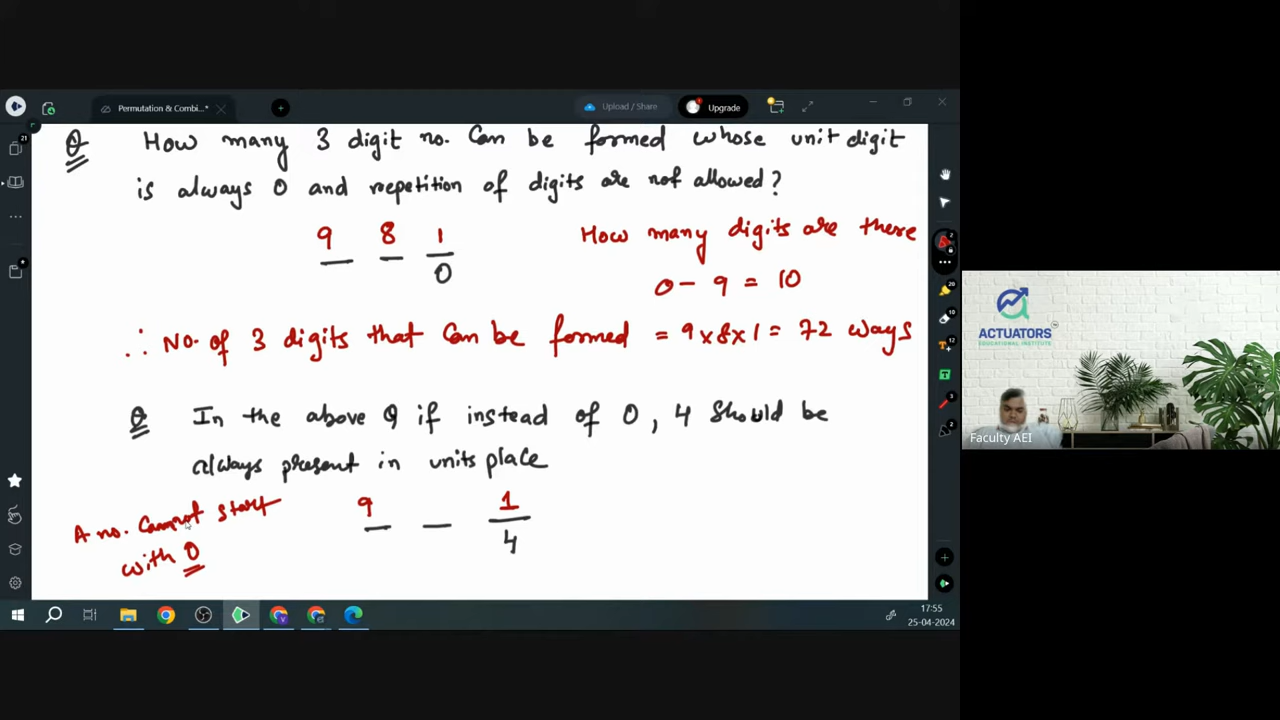 Permutation & Combi...*
Upload / Share
Upgrade
Q How many 3 digit no. Can be formed whose unit digit
is always 0 and repetition of digits are not allowed?
9 8 1
0
How many digits are there
0 - 9 = 10
∴ No. of 3 digits that Can be formed = 9x8x1 = 72 ways
Q In the above Q if instead of 0, 4 Should be
always present in units place
A no. Cannot start
with 0
9 1
4
ACTUATORS
EDUCATIONAL INSTITUTE
Faculty AEI
17:55
25-04-2024